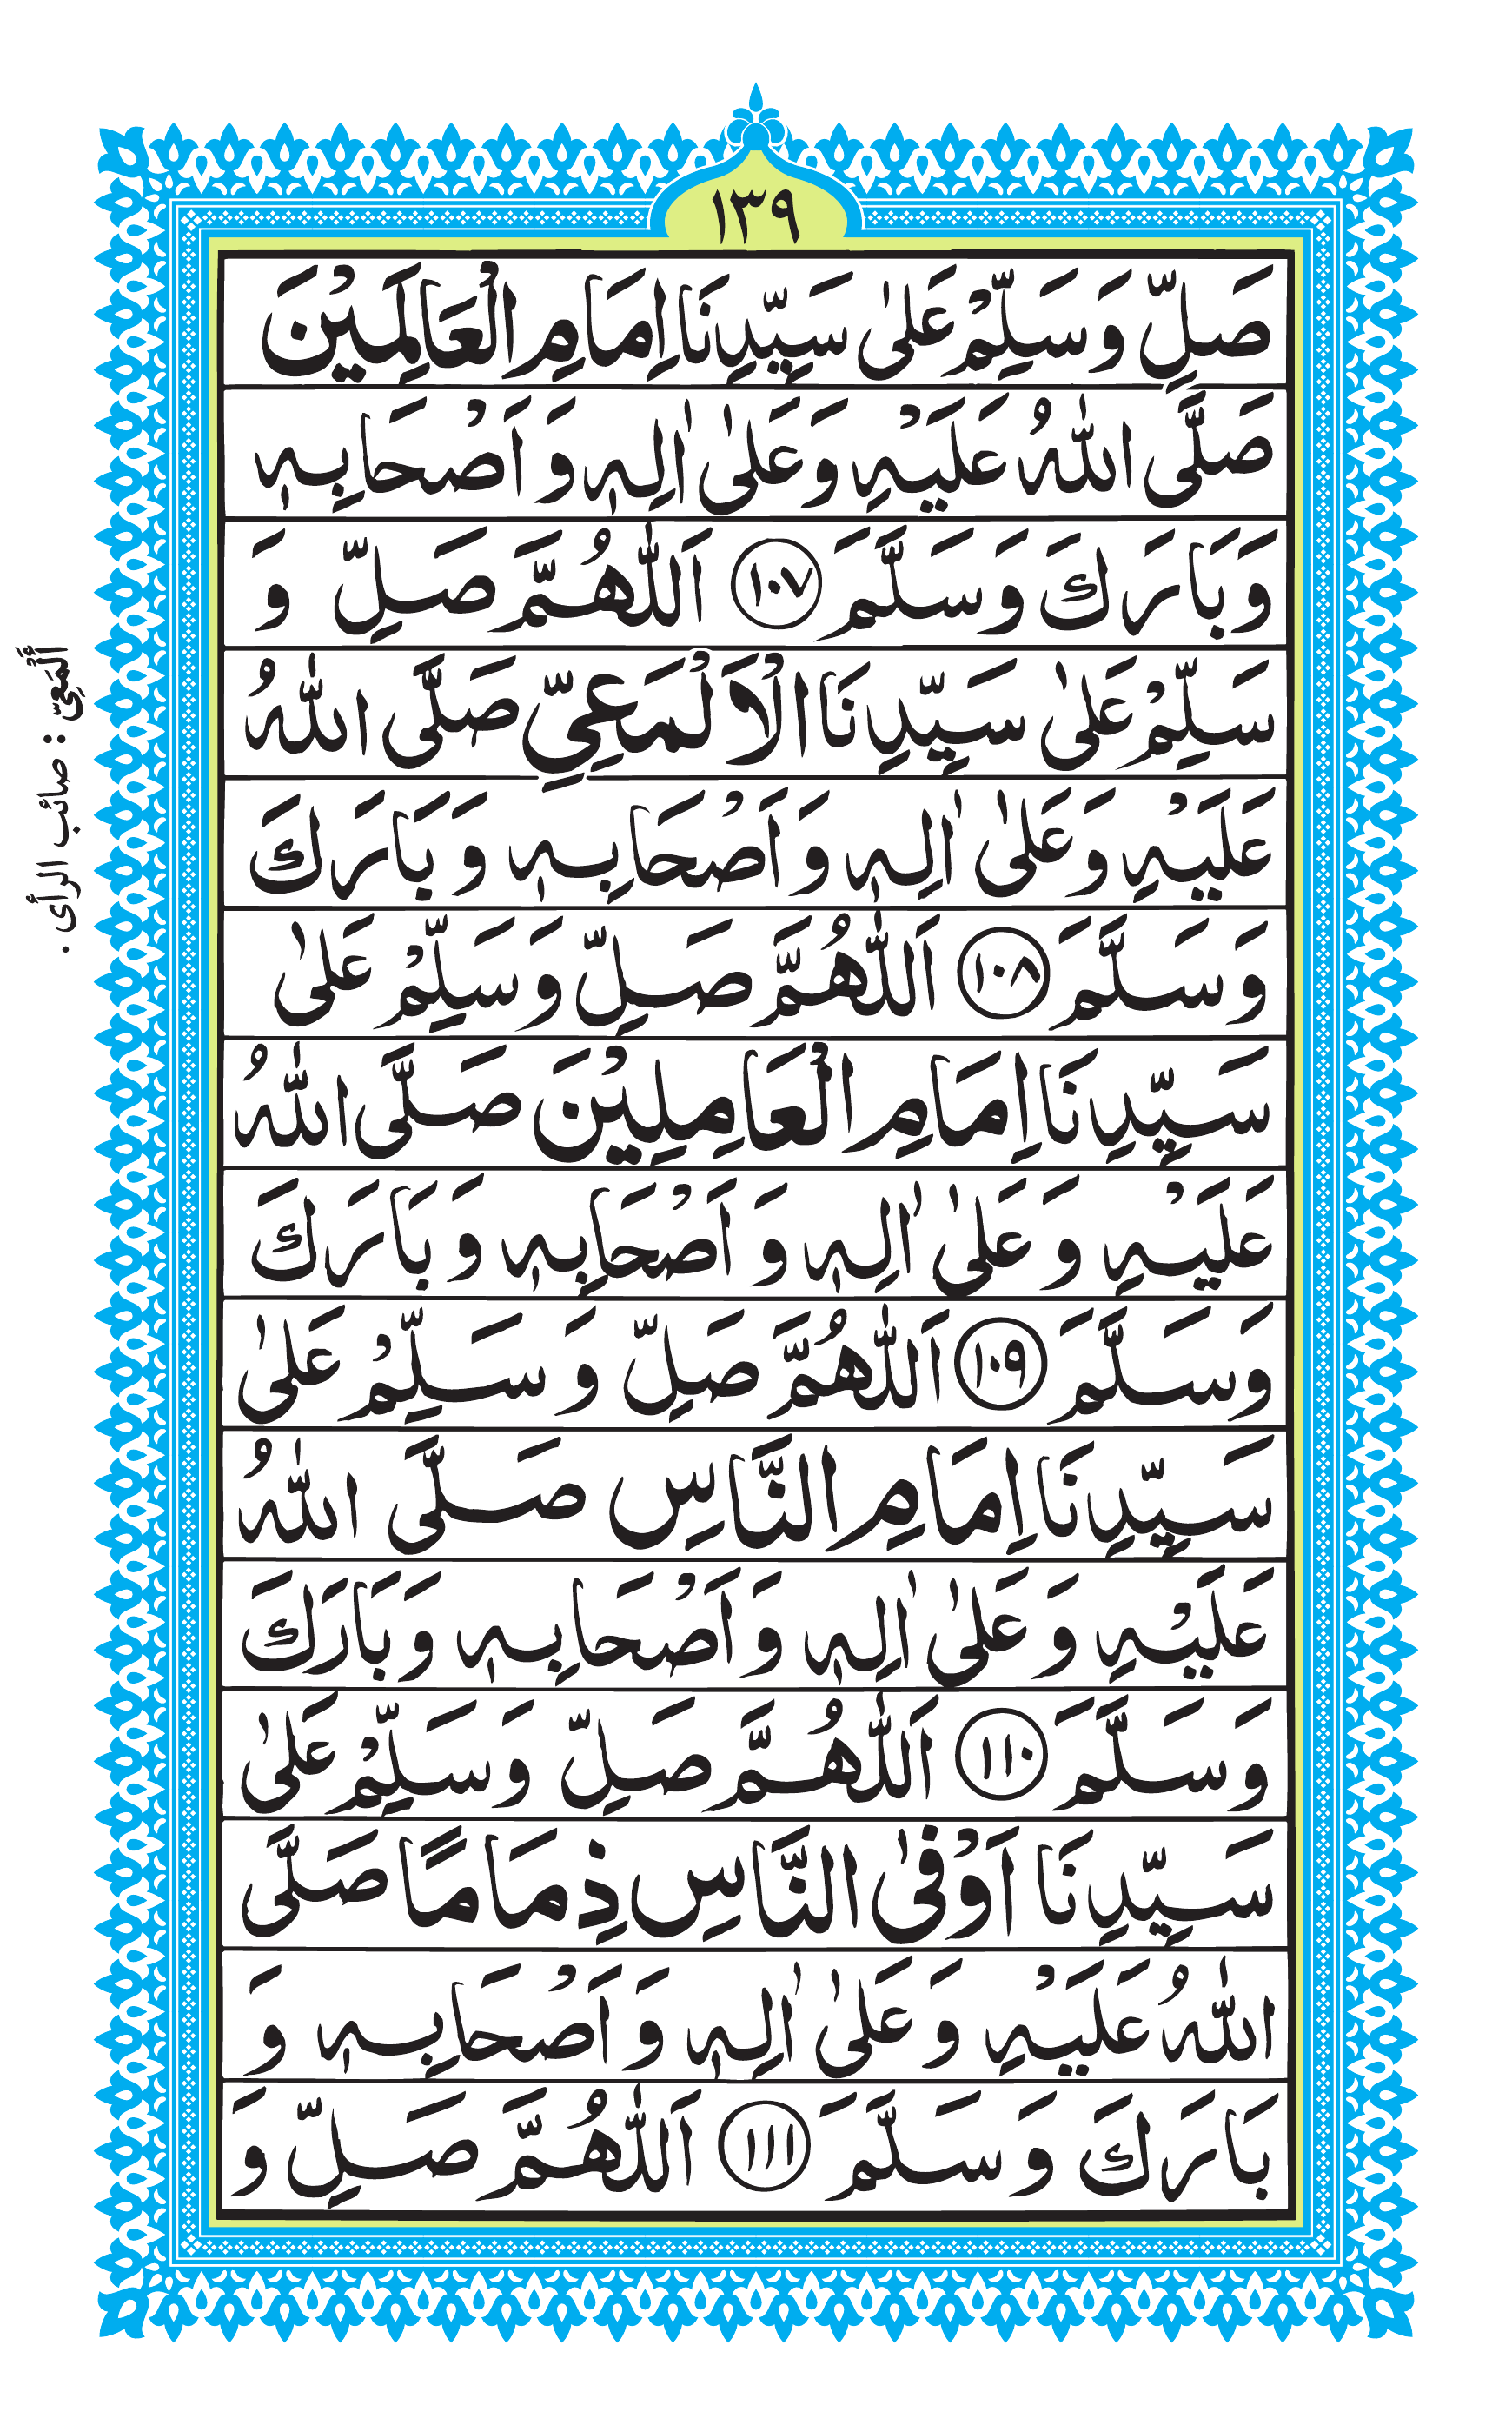 ١٣٩
صَلِّ وَسَلِّمْ عَلٰى سَيِّدِنَا اِمَامِ الْعَالَمِيْنَ
صَلَّى اللّٰهُ عَلَيْهِ وَعَلٰى اٰلِهٖ وَاَصْحَابِهٖ
وَبَارَكَ وَسَلَّمَ ١٠٧ اَللّٰهُمَّ صَلِّ وَ
سَلِّمْ عَلٰى سَيِّدِنَا الْاَلْمَعِيِّ صَلَّى اللّٰهُ
عَلَيْهِ وَعَلٰى اٰلِهٖ وَاَصْحَابِهٖ وَبَارَكَ
وَسَلَّمَ ١٠٨ اَللّٰهُمَّ صَلِّ وَسَلِّمْ عَلٰى
سَيِّدِنَا اِمَامِ الْعَامِلِيْنَ صَلَّى اللّٰهُ
عَلَيْهِ وَعَلٰى اٰلِهٖ وَاَصْحَابِهٖ وَبَارَكَ
وَسَلَّمَ ١٠٩ اَللّٰهُمَّ صَلِّ وَسَلِّمْ عَلٰى
سَيِّدِنَا اِمَامِ النَّاسِ صَلَّى اللّٰهُ
عَلَيْهِ وَعَلٰى اٰلِهٖ وَاَصْحَابِهٖ وَبَارَكَ
وَسَلَّمَ ١١٠ اَللّٰهُمَّ صَلِّ وَسَلِّمْ عَلٰى
سَيِّدِنَا اَوْفَى النَّاسِ ذِمَامًا صَلَّى
اللّٰهُ عَلَيْهِ وَعَلٰى اٰلِهٖ وَاَصْحَابِهٖ وَ
بَارَكَ وَسَلَّمَ ١١١ اَللّٰهُمَّ صَلِّ وَ
أَلْمَعِيّ : صائب الرأى .